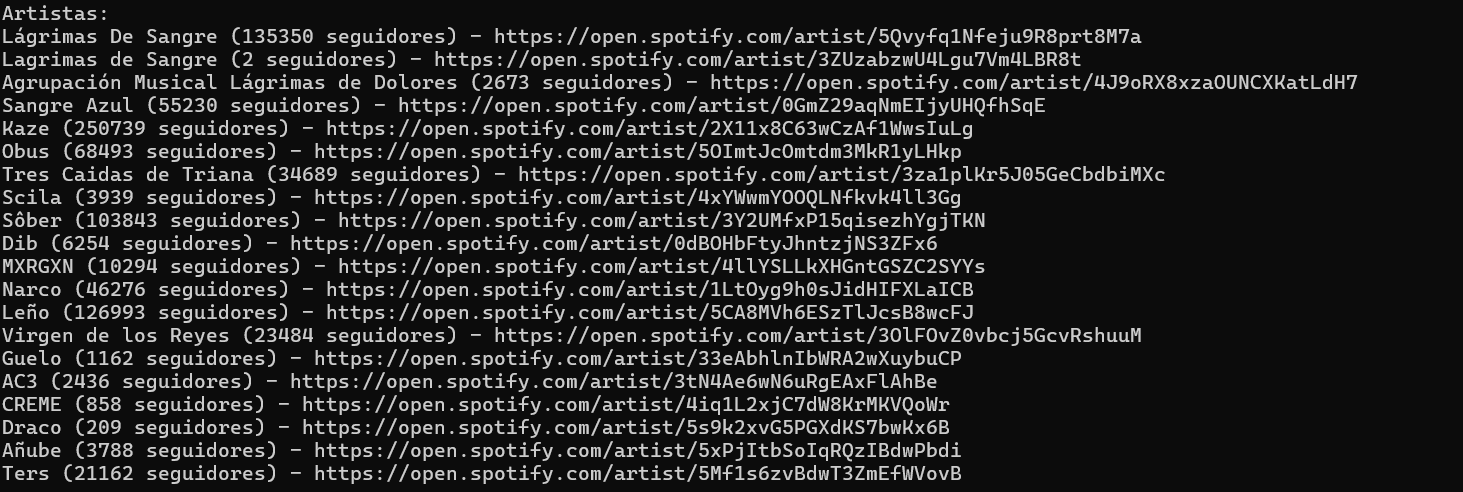 Artistas:
Lágrimas De Sangre (135350 seguidores) - https://open.spotify.com/artist/5Qvyfq1Nfeju9R8prt8M7a
Lagrimas de Sangre (2 seguidores) - https://open.spotify.com/artist/3ZUzabzwU4Lgu7Vm4LBR8t
Agrupación Musical Lágrimas de Dolores (2673 seguidores) - https://open.spotify.com/artist/4J9oRX8xzaOUNCXKatLdH7
Sangre Azul (55230 seguidores) - https://open.spotify.com/artist/0GmZ29aqNmEIjyUHQfhSqE
Kaze (250739 seguidores) - https://open.spotify.com/artist/2X11x8C63wCzAf1WwsIuLg
Obus (68493 seguidores) - https://open.spotify.com/artist/5OImtJcOmtdm3MkR1yLHkp
Tres Caidas de Triana (34689 seguidores) - https://open.spotify.com/artist/3za1plKr5J05GeCbdbiMXc
Scila (3939 seguidores) - https://open.spotify.com/artist/4xYWwmYOOQLNfkvk4ll3Gg
Sôber (103843 seguidores) - https://open.spotify.com/artist/3Y2UMfxP15qisezhYgjTKN
Dib (6254 seguidores) - https://open.spotify.com/artist/0dBOHbFtyJhntzjNS3ZFx6
MXRGXN (10294 seguidores) - https://open.spotify.com/artist/4llYSLLkXHGntGSZC2SYYs
Narco (46276 seguidores) - https://open.spotify.com/artist/1LtOyg9h0sJidHIFXLaICB
Leño (126993 seguidores) - https://open.spotify.com/artist/5CA8MVh6ESzTlJcsB8wcFJ
Virgen de los Reyes (23484 seguidores) - https://open.spotify.com/artist/3OlFOvZ0vbcj5GcvRshuuM
Guelo (1162 seguidores) - https://open.spotify.com/artist/33eAbhlnIbWRA2wXuybuCP
AC3 (2436 seguidores) - https://open.spotify.com/artist/3tN4Ae6wN6uRgEAxFlAhBe
CREME (858 seguidores) - https://open.spotify.com/artist/4iq1L2xjC7dW8KrMKVQoWr
Draco (209 seguidores) - https://open.spotify.com/artist/5s9k2xvG5PGXdKS7bwKx6B
Añube (3788 seguidores) - https://open.spotify.com/artist/5xPjItbSoIqRQzIBdwPbdi
Ters (21162 seguidores) - https://open.spotify.com/artist/5Mf1s6zvBdwT3ZmEfWVovB